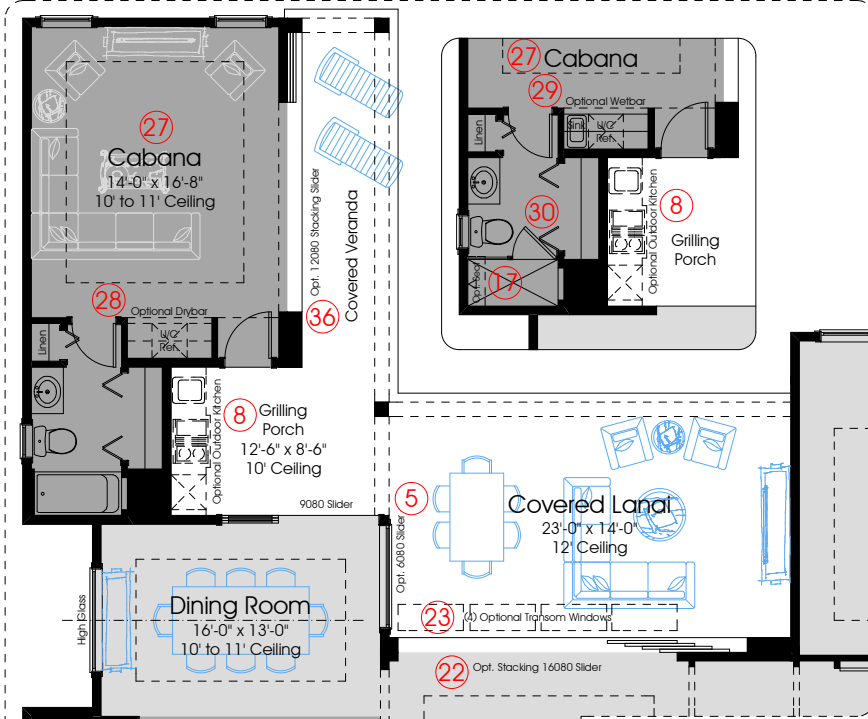 27
Cabana
14'-0" x 16'-8"
10' to 11' Ceiling
Opt. 12080 Stacking Slider
Covered Veranda
36
28
Optional Drybar
U/C
Ref.
Linen
Optional Outdoor Kitchen
8
Grilling
Porch
12'-6" x 8'-6"
10' Ceiling
9080 Slider
27
Cabana
29
Optional Wetbar
Linen
Sink
U/C
Ref.
30
17
Opt. Seat
Optional Outdoor Kitchen
8
Grilling
Porch
5
Opt. 6080 Slider
Covered Lanai
23'-0" x 14'-0"
12' Ceiling
23
(4) Optional Transom Windows
High Glass
Dining Room
16'-0" x 13'-0"
10' to 11' Ceiling
22
Opt. Stacking 16080 Slider